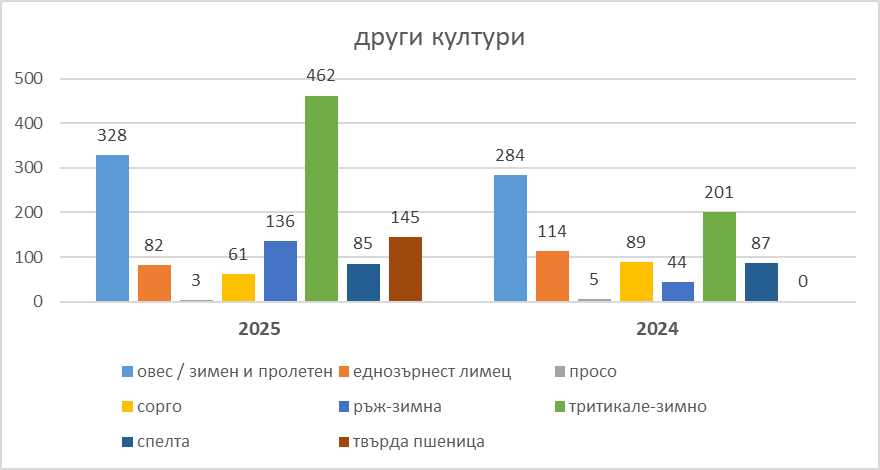 други култури
500
400
300
200
100
0
328
82
3
61
136
462
85
145
284
114
5
89
44
201
87
0
2025
2024
овес / зимен и пролетен
еднозърнест лимец
просо
сорго
ръж-зимна
тритикале-зимно
спелта
твърда пшеница